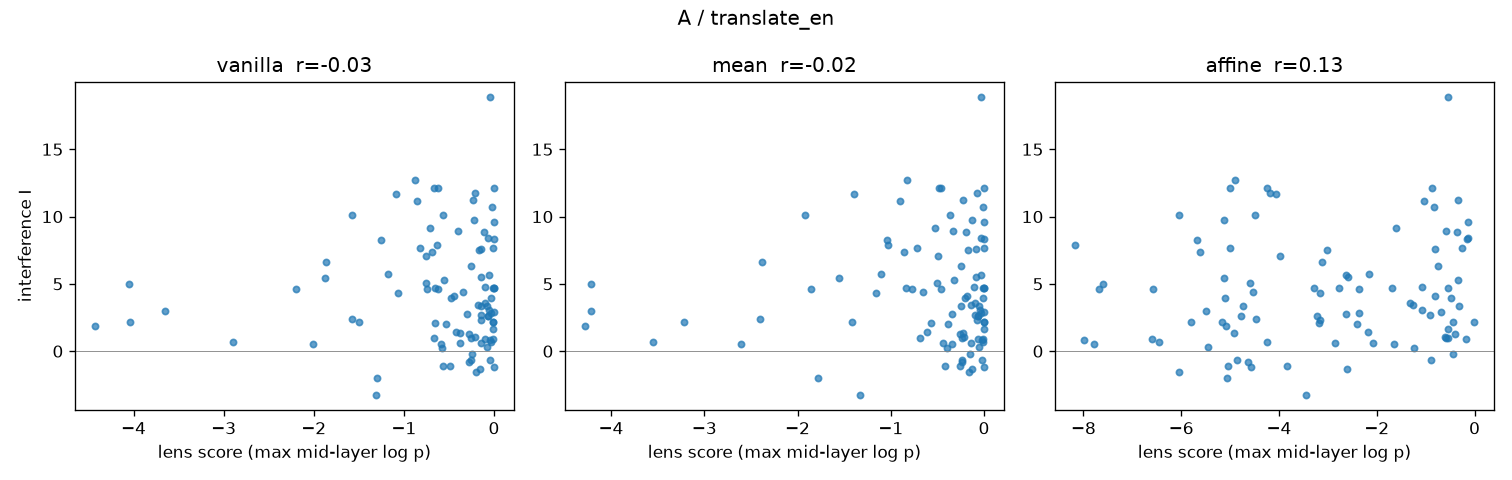 A / translate_en
vanilla r=-0.03
mean r=-0.02
affine r=0.13
interference I
15
10
5
0
−4 −3 −2 −1 0
lens score (max mid-layer log p)
15
10
5
0
−4 −3 −2 −1 0
lens score (max mid-layer log p)
15
10
5
0
−8 −6 −4 −2 0
lens score (max mid-layer log p)